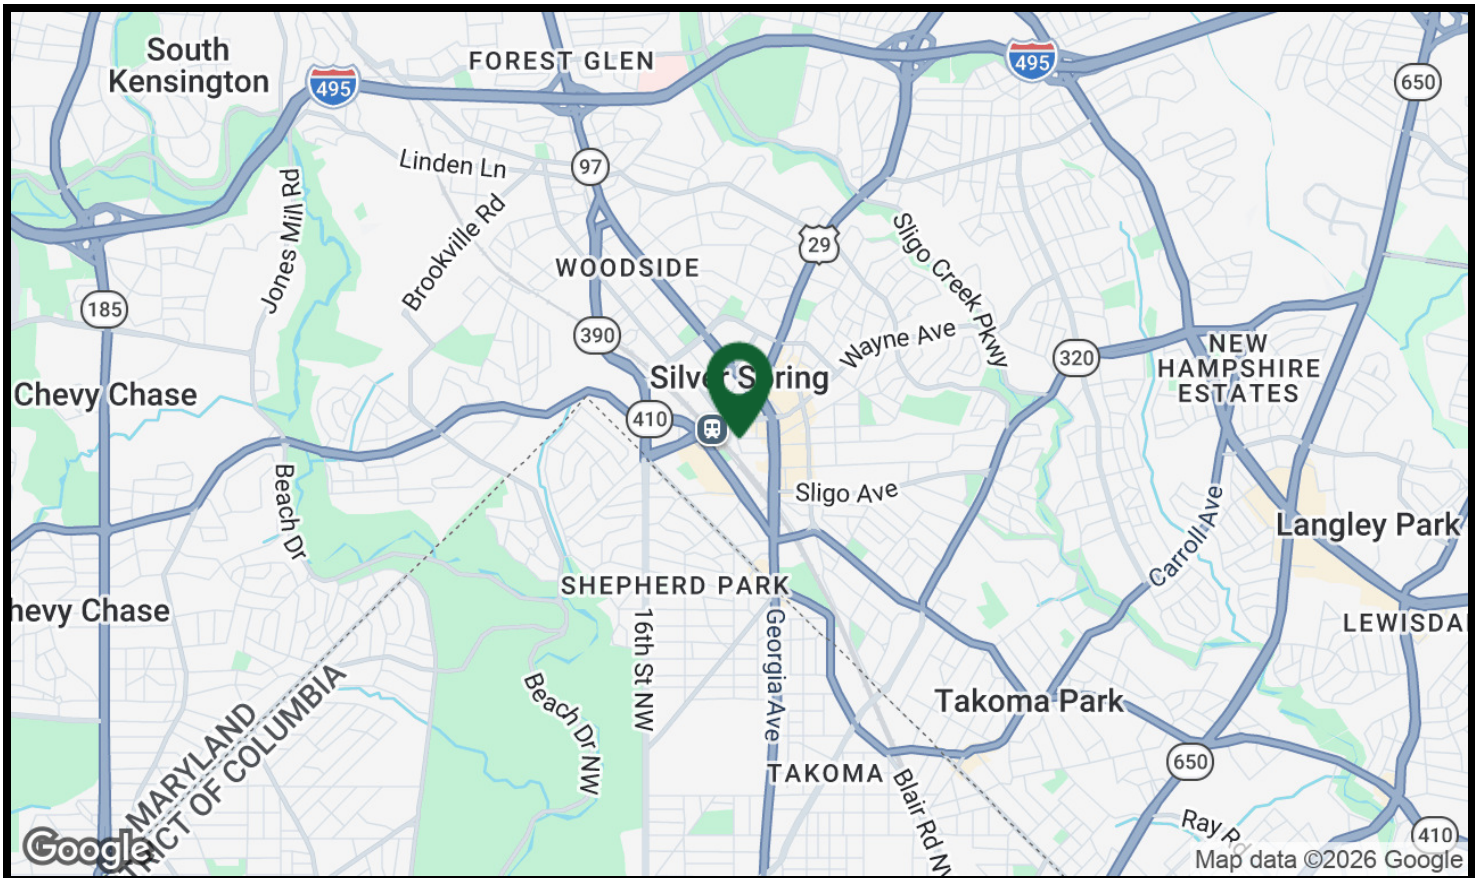 South
Kensington
FOREST GLEN
495
495
650
Linden Ln
97
Jones Mill Rd
Brookville Rd
29
Sligo Creek Pkwy
WOODSIDE
185
390
Wayne Ave
320
NEW
HAMPSHIRE
ESTATES
Silver Spring
Chevy Chase
410
Beach Dr
Sligo Ave
Carroll Ave
Langley Park
SHEPHERD PARK
hevy Chase
16th St NW
Georgia Ave
LEWISDA
MARYLAND
TRICT OF COLUMBIA
Beach Dr NW
Takoma Park
TAKOMA
650
Blair Rd NW
Ray Rd
410
Google
Map data ©2026 Google